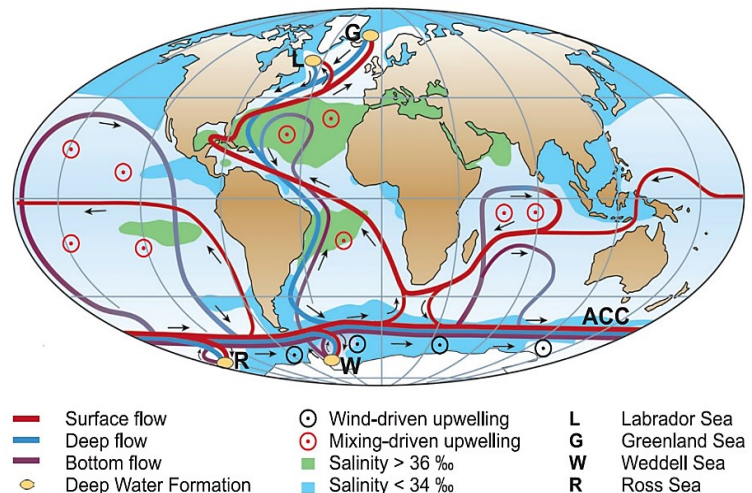 G
L
ACC
R
W
Surface flow
Deep flow
Bottom flow
Deep Water Formation
Wind-driven upwelling
Mixing-driven upwelling
Salinity > 36 ‰
Salinity < 34 ‰
L Labrador Sea
G Greenland Sea
W Weddell Sea
R Ross Sea